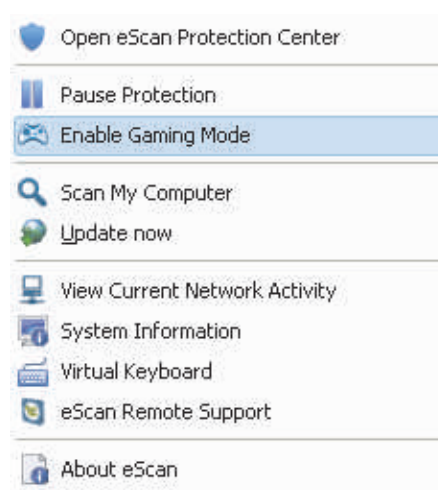 Open eScan Protection Center
Pause Protection
Enable Gaming Mode
Scan My Computer
Update now
View Current Network Activity
System Information
Virtual Keyboard
eScan Remote Support
About eScan